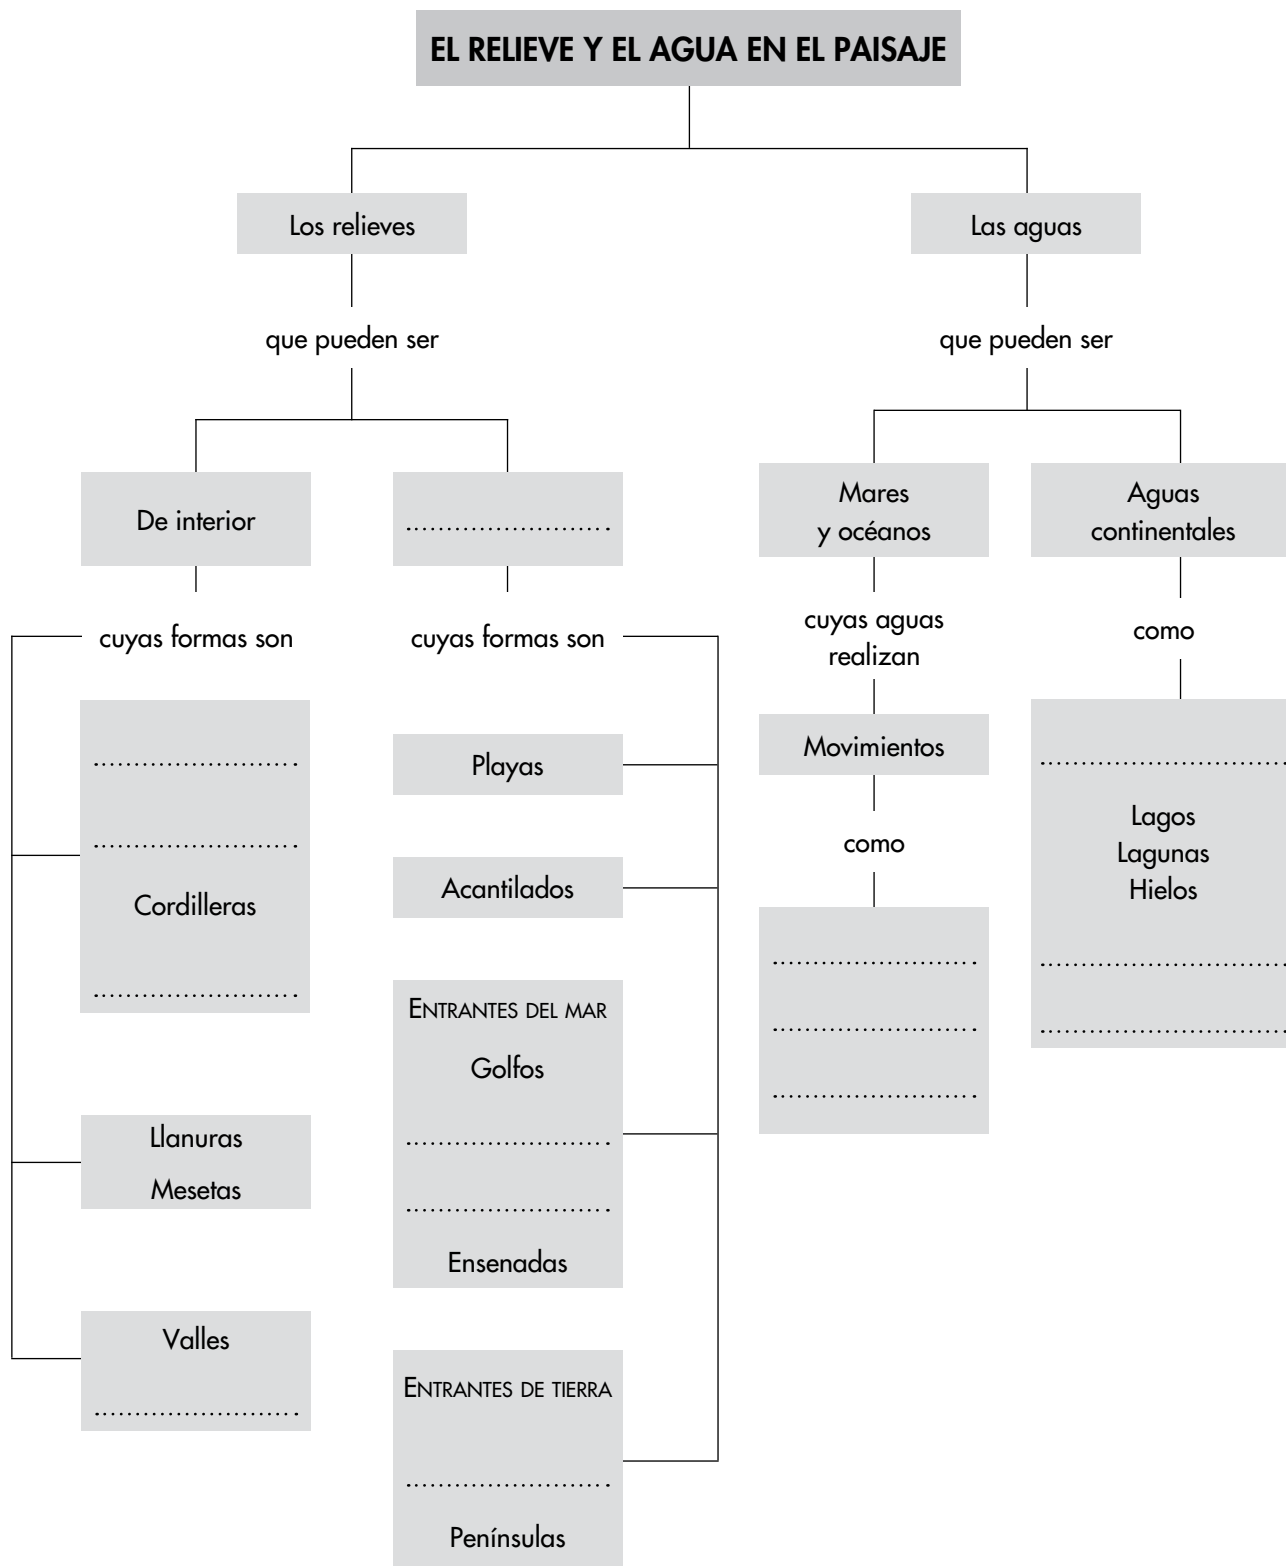 EL RELIEVE Y EL AGUA EN EL PAISAJE
Los relieves
Las aguas
que pueden ser
que pueden ser
De interior
........................
Mares
y océanos
Aguas
continentales
cuyas formas son
cuyas formas son
cuyas aguas
realizan
como
........................
........................
Cordilleras
........................
Llanuras
Mesetas
Valles
........................
Playas
Acantilados
ENTRANTES DEL MAR
Golfos
........................
........................
Ensenadas
ENTRANTES DE TIERRA
........................
Penínsulas
Movimientos
como
........................
........................
........................
........................
Lagos
Lagunas
Hielos
........................
........................